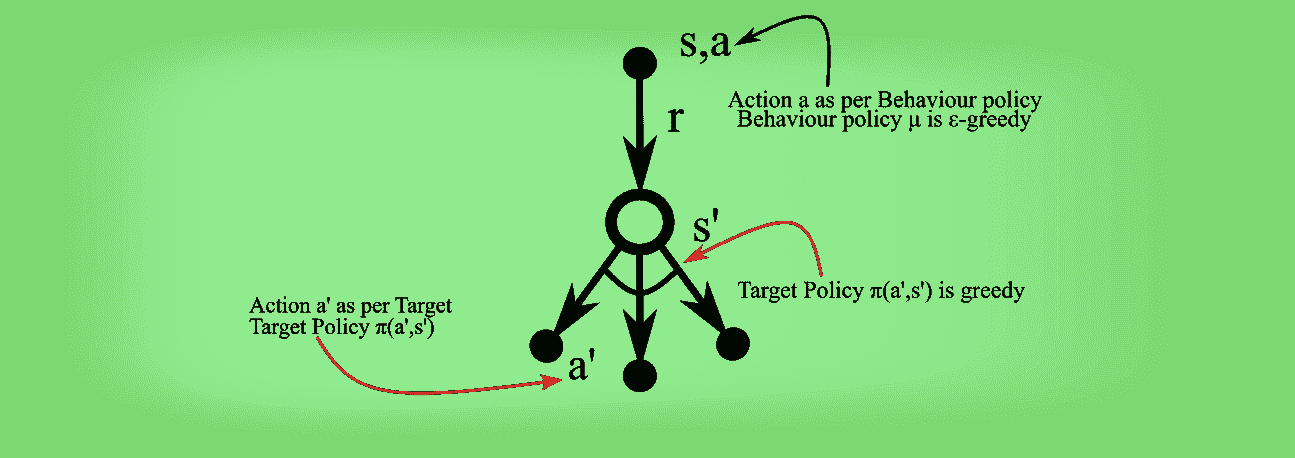 s,a
Action a as per Behaviour policy
Behaviour policy μ is ε-greedy
r
s'
Target Policy π(a',s') is greedy
Action a' as per Target
Target Policy π(a',s')
a'